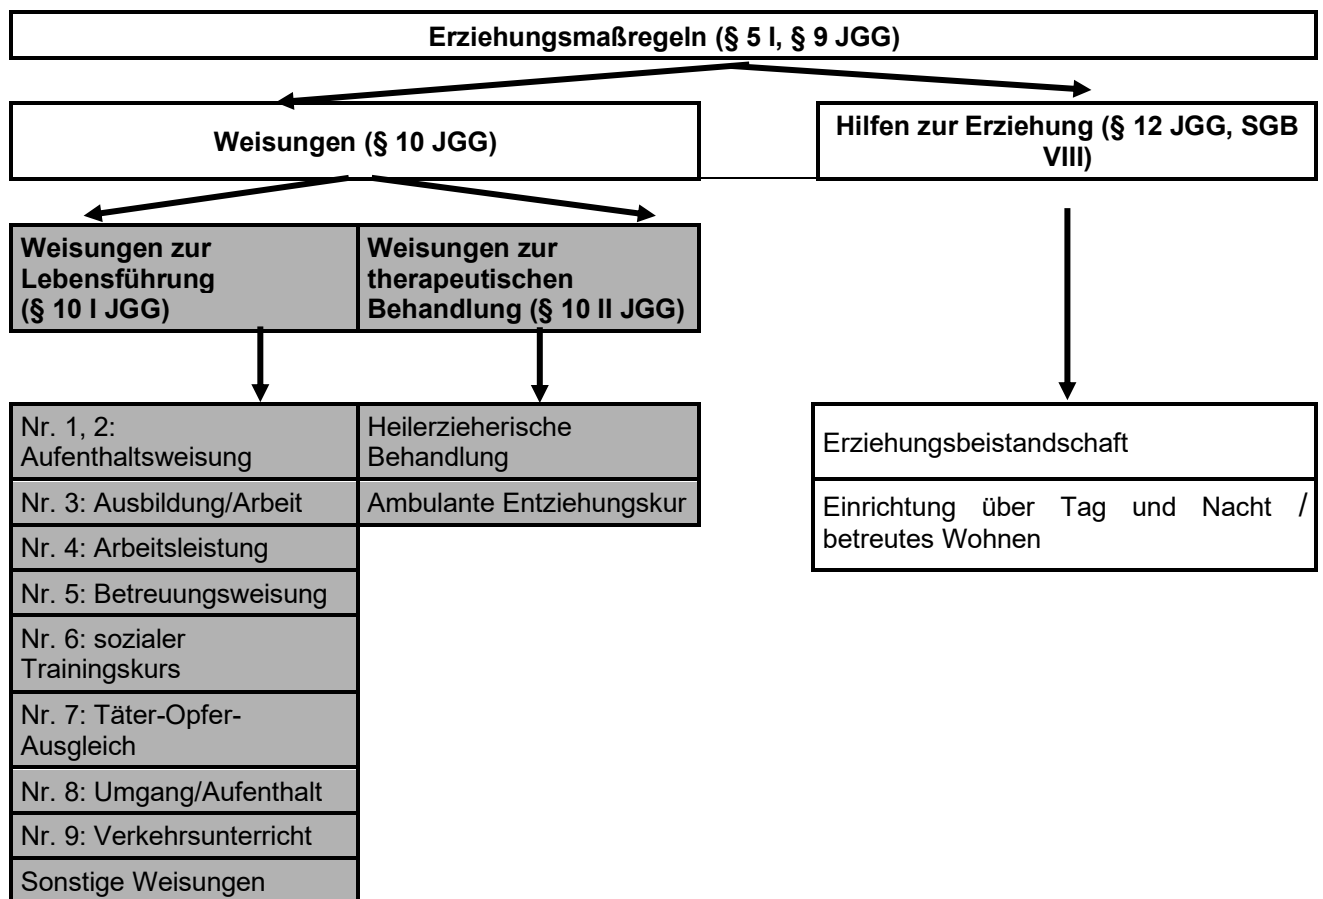 Erziehungsmaßregeln (§ 5 I, § 9 JGG)
Weisungen (§ 10 JGG)
Hilfen zur Erziehung (§ 12 JGG, SGB
VIII)
Weisungen zur
Lebensführung
(§ 10 I JGG)
Weisungen zur
therapeutischen
Behandlung (§ 10 II JGG)
Nr. 1, 2:
Aufenthaltsweisung
Nr. 3: Ausbildung/Arbeit
Nr. 4: Arbeitsleistung
Nr. 5: Betreuungsweisung
Nr. 6: sozialer
Trainingskurs
Nr. 7: Täter-Opfer-
Ausgleich
Nr. 8: Umgang/Aufenthalt
Nr. 9: Verkehrsunterricht
Sonstige Weisungen
Heilerzieherische
Behandlung
Ambulante Entziehungskur
Erziehungsbeistandschaft
Einrichtung über Tag und Nacht /
betreutes Wohnen